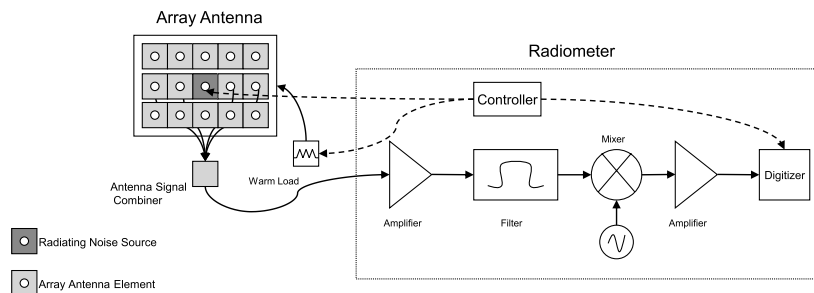 Array Antenna
Radiometer
Controller
Mixer
Digitizer
Warm Load
Antenna Signal
Combiner
Amplifier
Filter
Amplifier
Radiating Noise Source
Array Antenna Element